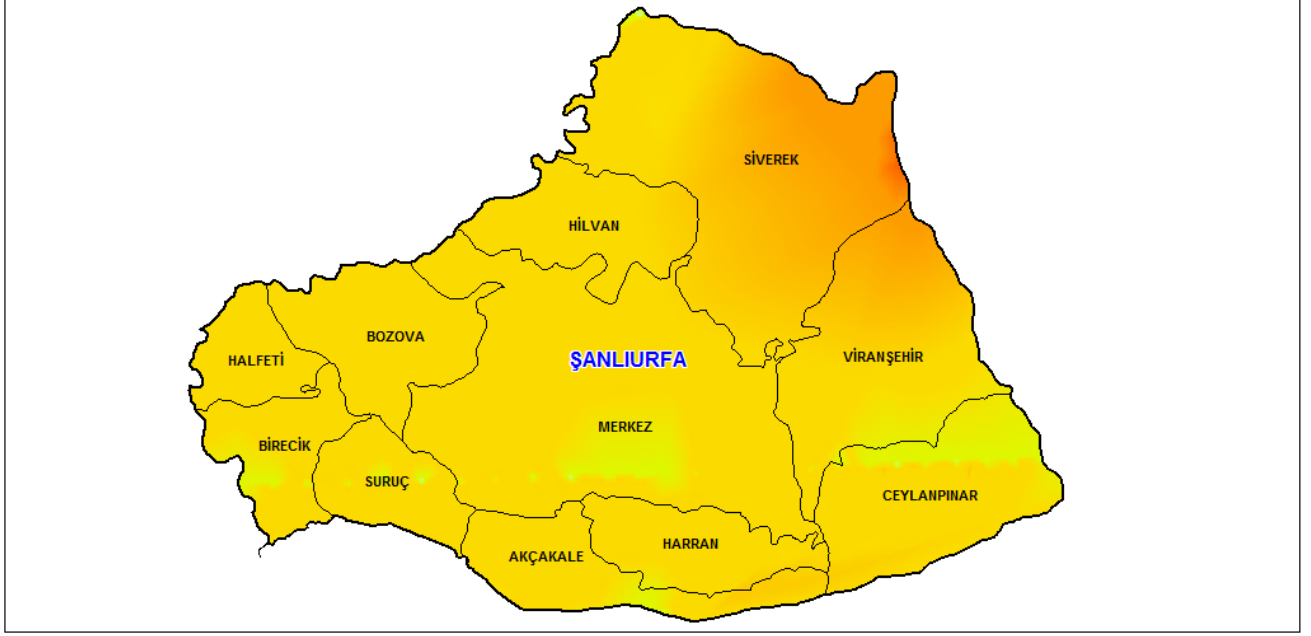 SİVEREK
HİLVAN
BOZOVA
HALFETİ
ŞANLIURFA
VİRANŞEHİR
MERKEZ
BİRECİK
SURUÇ
CEYLANPINAR
AKÇAKALE
HARRAN